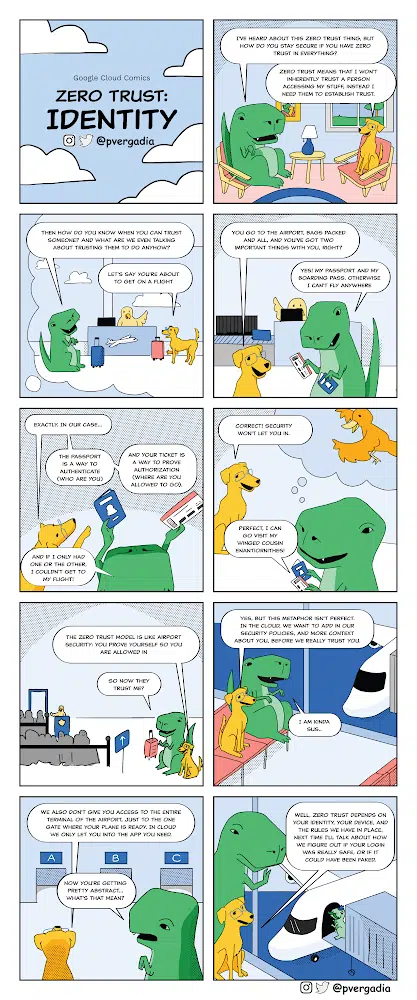 Google Cloud Comics
ZERO TRUST:
IDENTITY
@pvergadia
I'VE HEARD ABOUT THIS ZERO TRUST THING, BUT
HOW DO YOU STAY SECURE IF YOU HAVE ZERO
TRUST IN EVERYTHING?
ZERO TRUST MEANS THAT I WON'T
INHERENTLY TRUST A PERSON
ACCESSING MY STUFF, INSTEAD I
NEED THEM TO ESTABLISH TRUST.
THEN HOW DO YOU KNOW WHEN YOU CAN TRUST
SOMEONE? AND WHAT ARE WE EVEN TALKING
ABOUT TRUSTING THEM TO DO ANYHOW?
LET'S SAY YOU'RE ABOUT
TO GET ON A FLIGHT
YOU GO TO THE AIRPORT, BAGS PACKED
AND ALL, AND YOU'VE GOT TWO
IMPORTANT THINGS WITH YOU, RIGHT?
YES! MY PASSPORT AND MY
BOARDING PASS. OTHERWISE
I CAN'T FLY ANYWHERE
EXACTLY. IN OUR CASE...
THE PASSPORT
IS A WAY TO
AUTHENTICATE
(WHO ARE YOU)
AND YOUR TICKET IS
A WAY TO PROVE
AUTHORIZATION
(WHERE ARE YOU
ALLOWED TO GO).
AND IF I ONLY HAD
ONE OR THE OTHER,
I COULDN'T GET TO
MY FLIGHT!
CORRECT! SECURITY
WON'T LET YOU IN.
PERFECT, I CAN
GO VISIT MY
WINGED COUSIN
ENANTIORNITHES!
THE ZERO TRUST MODEL IS LIKE AIRPORT
SECURITY: YOU PROVE YOURSELF SO YOU
ARE ALLOWED IN
SO NOW THEY
TRUST ME?
YES, BUT THIS METAPHOR ISN'T PERFECT.
IN THE CLOUD, WE WANT TO ADD IN OUR
SECURITY POLICIES, AND MORE CONTEXT
ABOUT YOU, BEFORE WE REALLY TRUST YOU.
I AM KINDA
SUS...
WE ALSO DON'T GIVE YOU ACCESS TO THE ENTIRE
TERMINAL OF THE AIRPORT, JUST TO THE ONE
GATE WHERE YOUR PLANE IS READY, IN CLOUD
WE ONLY LET YOU INTO THE APP YOU NEED.
A B C
NOW YOU'RE GETTING
PRETTY ABSTRACT...
WHAT'S THAT MEAN?
WELL, ZERO TRUST DEPENDS ON
YOUR IDENTITY, YOUR DEVICE, AND
THE RULES WE HAVE IN PLACE.
NEXT TIME I'LL TALK ABOUT HOW
WE FIGURE OUT IF YOUR LOGIN
WAS REALLY SAFE, OR IF IT
COULD HAVE BEEN FAKED.
@pvergadia